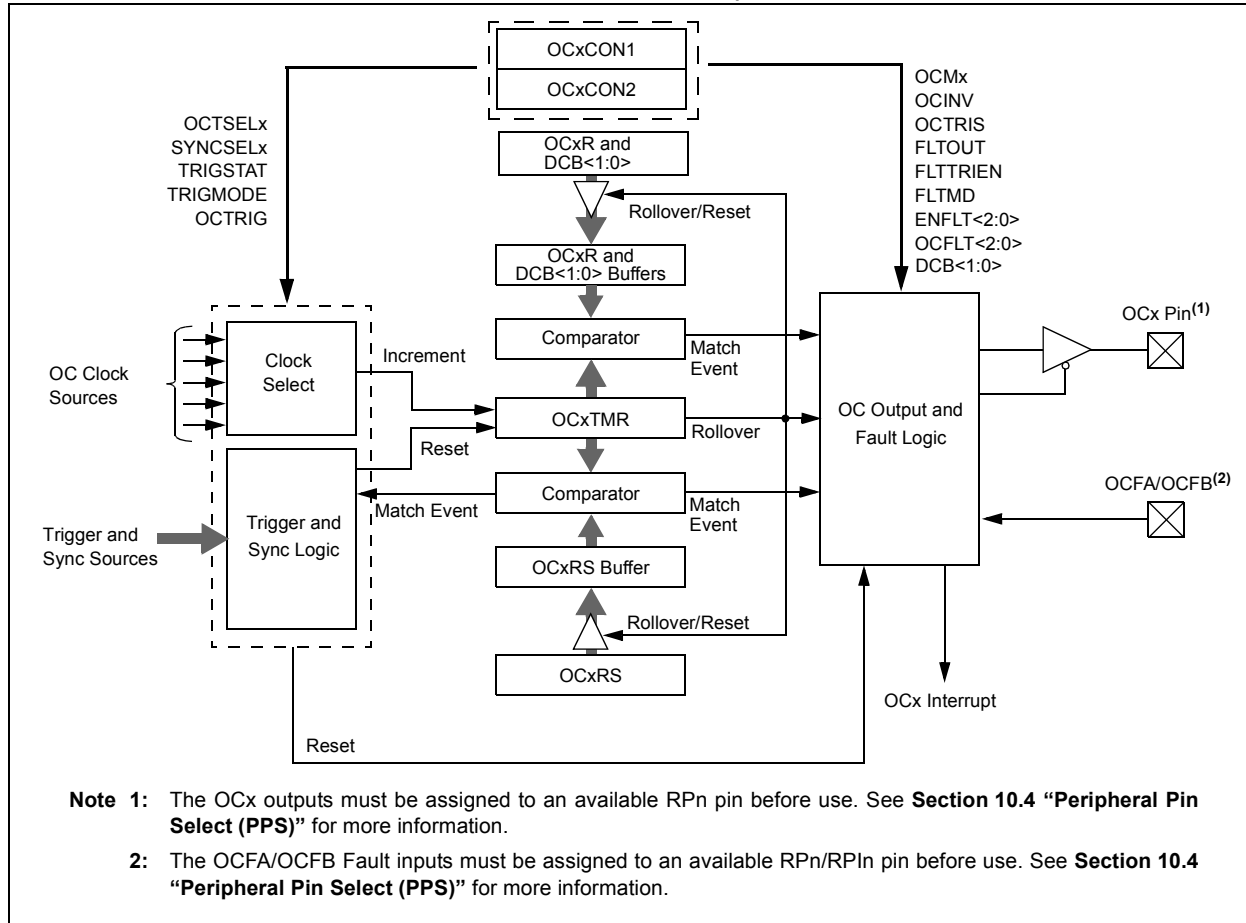 OCxCON1
OCxCON2
OCTSELx
SYNCSELx
TRIGSTAT
TRIGMODE
OCTRIG
OCMx
OCINV
OCTRIS
FLTOUT
FLTTRIEN
FLTMD
ENFLT<2:0>
OCFLT<2:0>
DCB<1:0>
OCxR and
DCB<1:0>
Rollover/Reset
OCxR and
DCB<1:0> Buffers
OC Clock
Sources
Clock
Select
Increment
Comparator
Match
Event
OCxTMR
Rollover
Reset
Comparator
Match Event
Match
Event
Trigger and
Sync Sources
Trigger and
Sync Logic
OCxRS Buffer
Rollover/Reset
OCxRS
OC Output and
Fault Logic
OCx Pin(1)
OCFA/OCFB(2)
OCx Interrupt
Reset
Note 1: The OCx outputs must be assigned to an available RPn pin before use. See Section 10.4 “Peripheral Pin
Select (PPS)” for more information.
2: The OCFA/OCFB Fault inputs must be assigned to an available RPn/RPIn pin before use. See Section 10.4
“Peripheral Pin Select (PPS)” for more information.